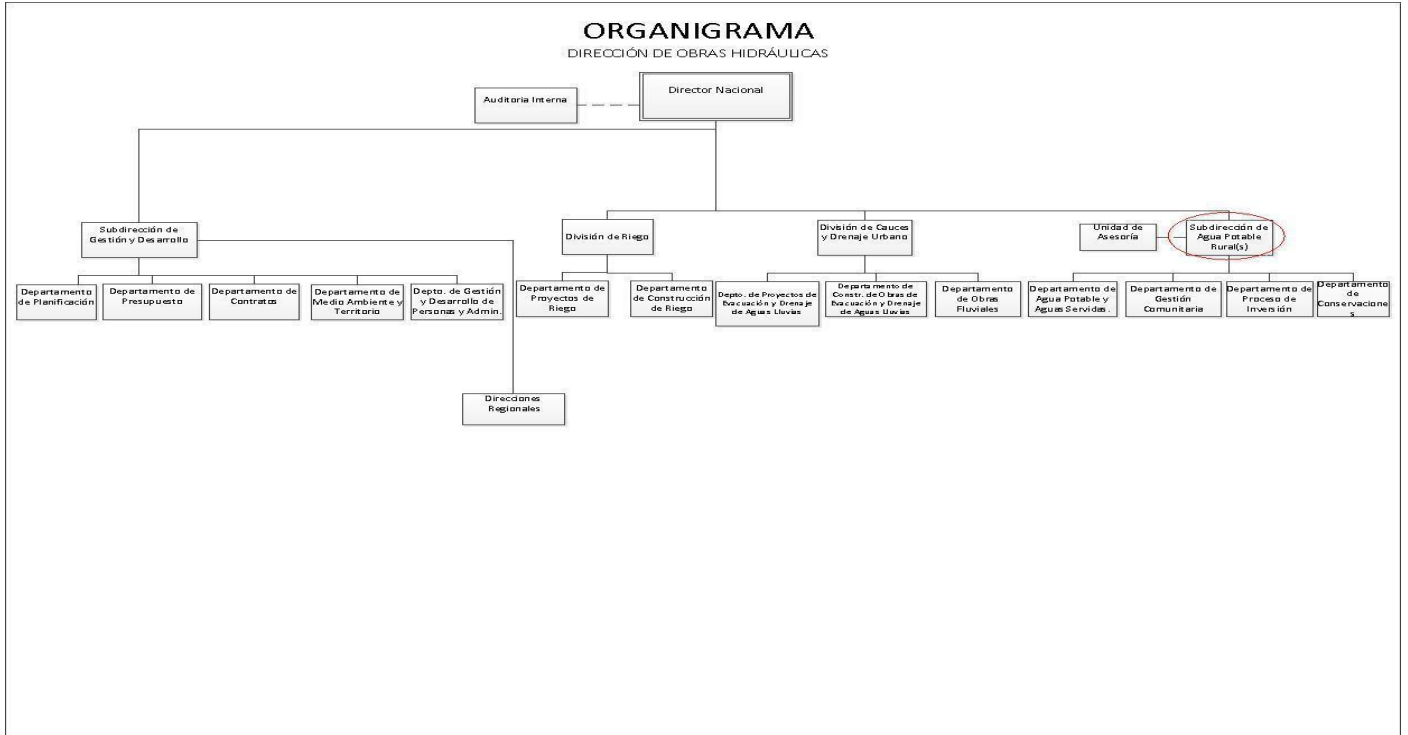 ORGANIGRAMA
DIRECCIÓN DE OBRAS HIDRÁULICAS
Director Nacional
Auditoria Interna
Subdirección de
Gestión y Desarrollo
División de Riego
División de Cauces
y Drenaje Urbano
Unidad de
Asesoría
Subdirección de
Agua Potable
Rural(s)
Departamento
de Planificación
Departamento de
Presupuesto
Departamento de
Contratos
Departamento de
Medio Ambiente y
Territorio
Depto. de Gestión
y Desarrollo de
Personas y Admin.
Departamento de
Proyectos de
Riego
Departamento
de Construcción
de Riego
Depto. de Proyectos de
Evacuación y Drenaje
de Aguas Lluvias
Departamento de
Constr. de Obras de
Evacuación y Drenaje
de Aguas Lluvias
Departamento
de Obras
Fluviales
Departamento de
Agua Potable y
Aguas Servidas.
Departamento de
Gestión
Comunitaria
Departamento de
Proceso de
Inversión
Departamento
de
Conservacione
s
Direcciones
Regionales